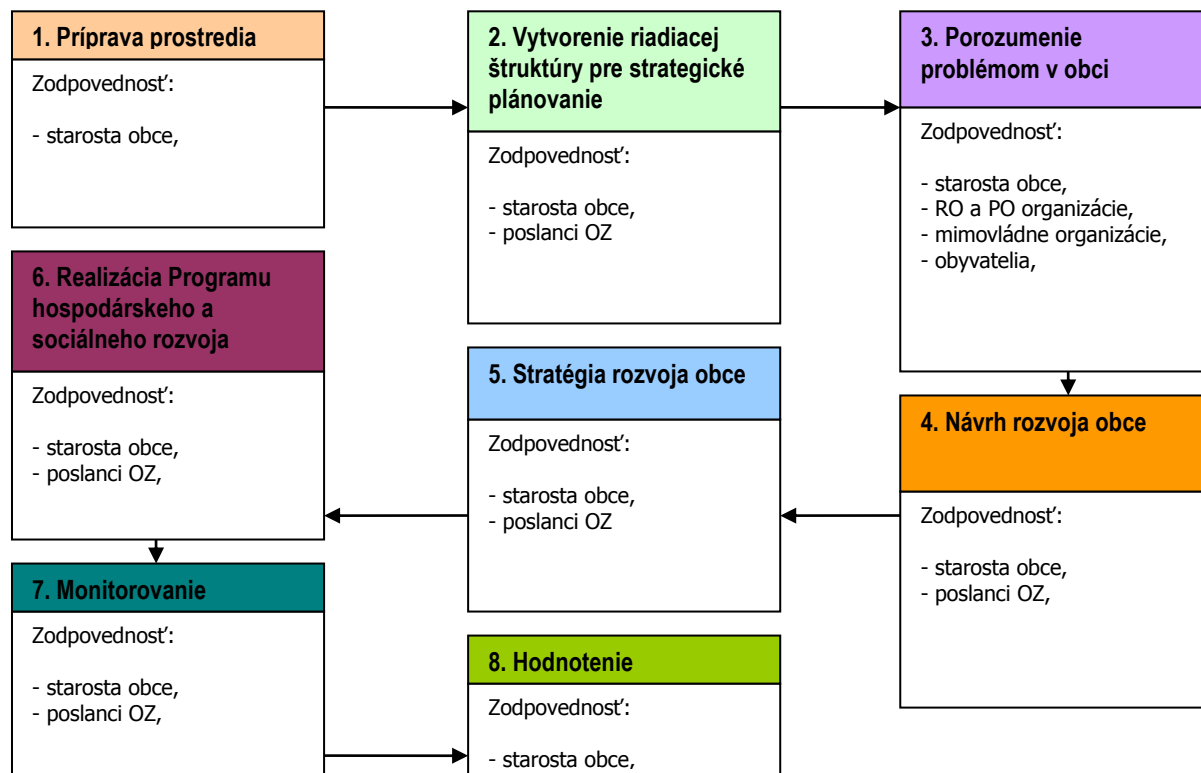 1. Príprava prostredia
Zodpovednosť:
- starosta obce,
2. Vytvorenie riadiacej
štruktúry pre strategické
plánovanie
Zodpovednosť:
- starosta obce,
- poslanci OZ
3. Porozumenie
problémom v obci
Zodpovednosť:
- starosta obce,
- RO a PO organizácie,
- mimovládne organizácie,
- obyvatelia,
4. Návrh rozvoja obce
Zodpovednosť:
- starosta obce,
- poslanci OZ,
5. Stratégia rozvoja obce
Zodpovednosť:
- starosta obce,
- poslanci OZ
6. Realizácia Programu
hospodárskeho a
sociálneho rozvoja
Zodpovednosť:
- starosta obce,
- poslanci OZ,
7. Monitorovanie
Zodpovednosť:
- starosta obce,
- poslanci OZ,
8. Hodnotenie
Zodpovednosť:
- starosta obce,